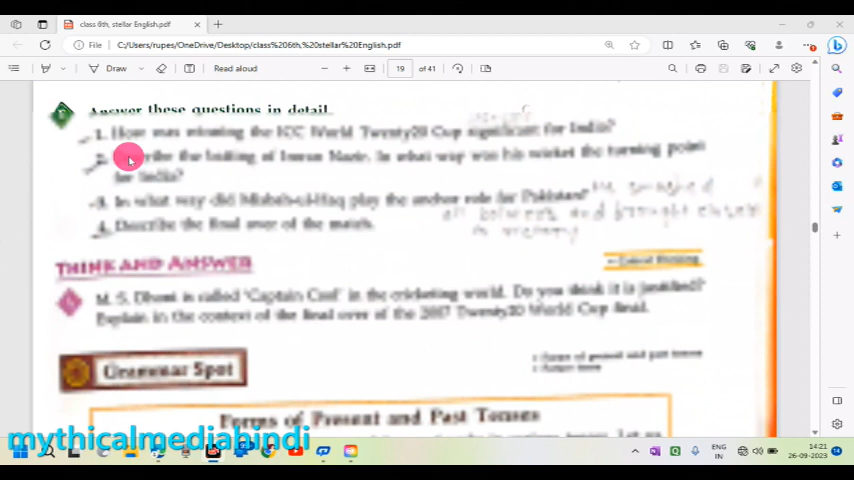 class 6th, stellar English.pdf
File
C:/Users/rupes/OneDrive/Desktop/class%206th,%20stellar%20English.pdf
Draw
Read aloud
19
of 41
Answer these questions in detail.
1. How was winning the ICC World Twenty20 Cup significant for India?
2. the batting of Imran Nazir. In what way was his wicket the turning point
for India?
3. In what way did Misbah-ul-Haq play the anchor role for Pakistan?
4. Describe the final over of the match.
THINK AND ANSWER
Critical Thinking
M. S. Dhoni is called 'Captain Cool' in the cricketing world. Do you think it is justified?
Explain in the context of the final over of the 2007 Twenty20 World Cup final.
Grammar Spot
Forms of Present and Past Tenses
mythicalmediahindi
ENG
IN
14:21
26-09-2023